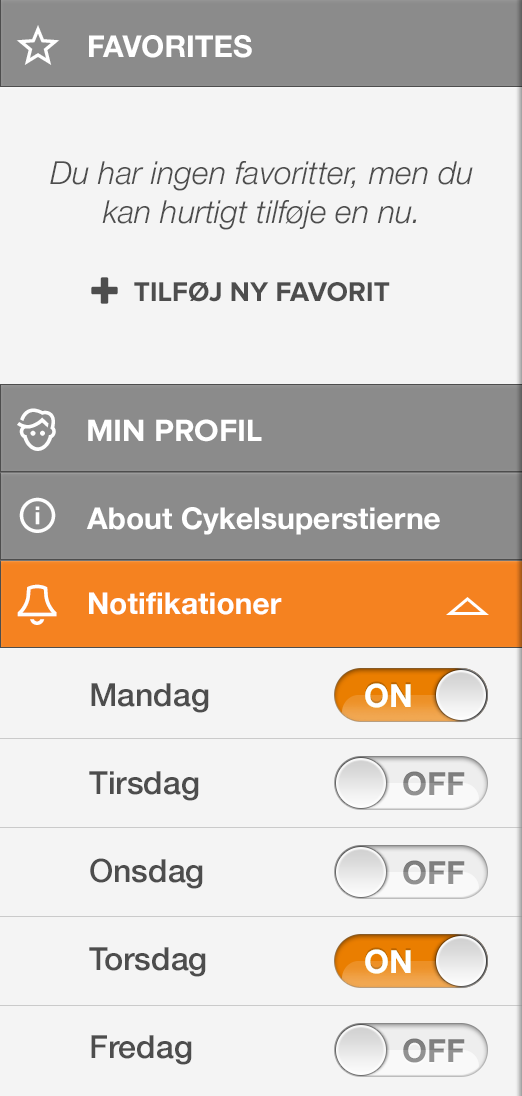 FAVORITES
Du har ingen favoritter, men du
kan hurtigt tilføje en nu.
TILFØJ NY FAVORIT
MIN PROFIL
About Cykelsuperstierne
Notifikationer
Mandag ON
Tirsdag OFF
Onsdag OFF
Torsdag ON
Fredag OFF